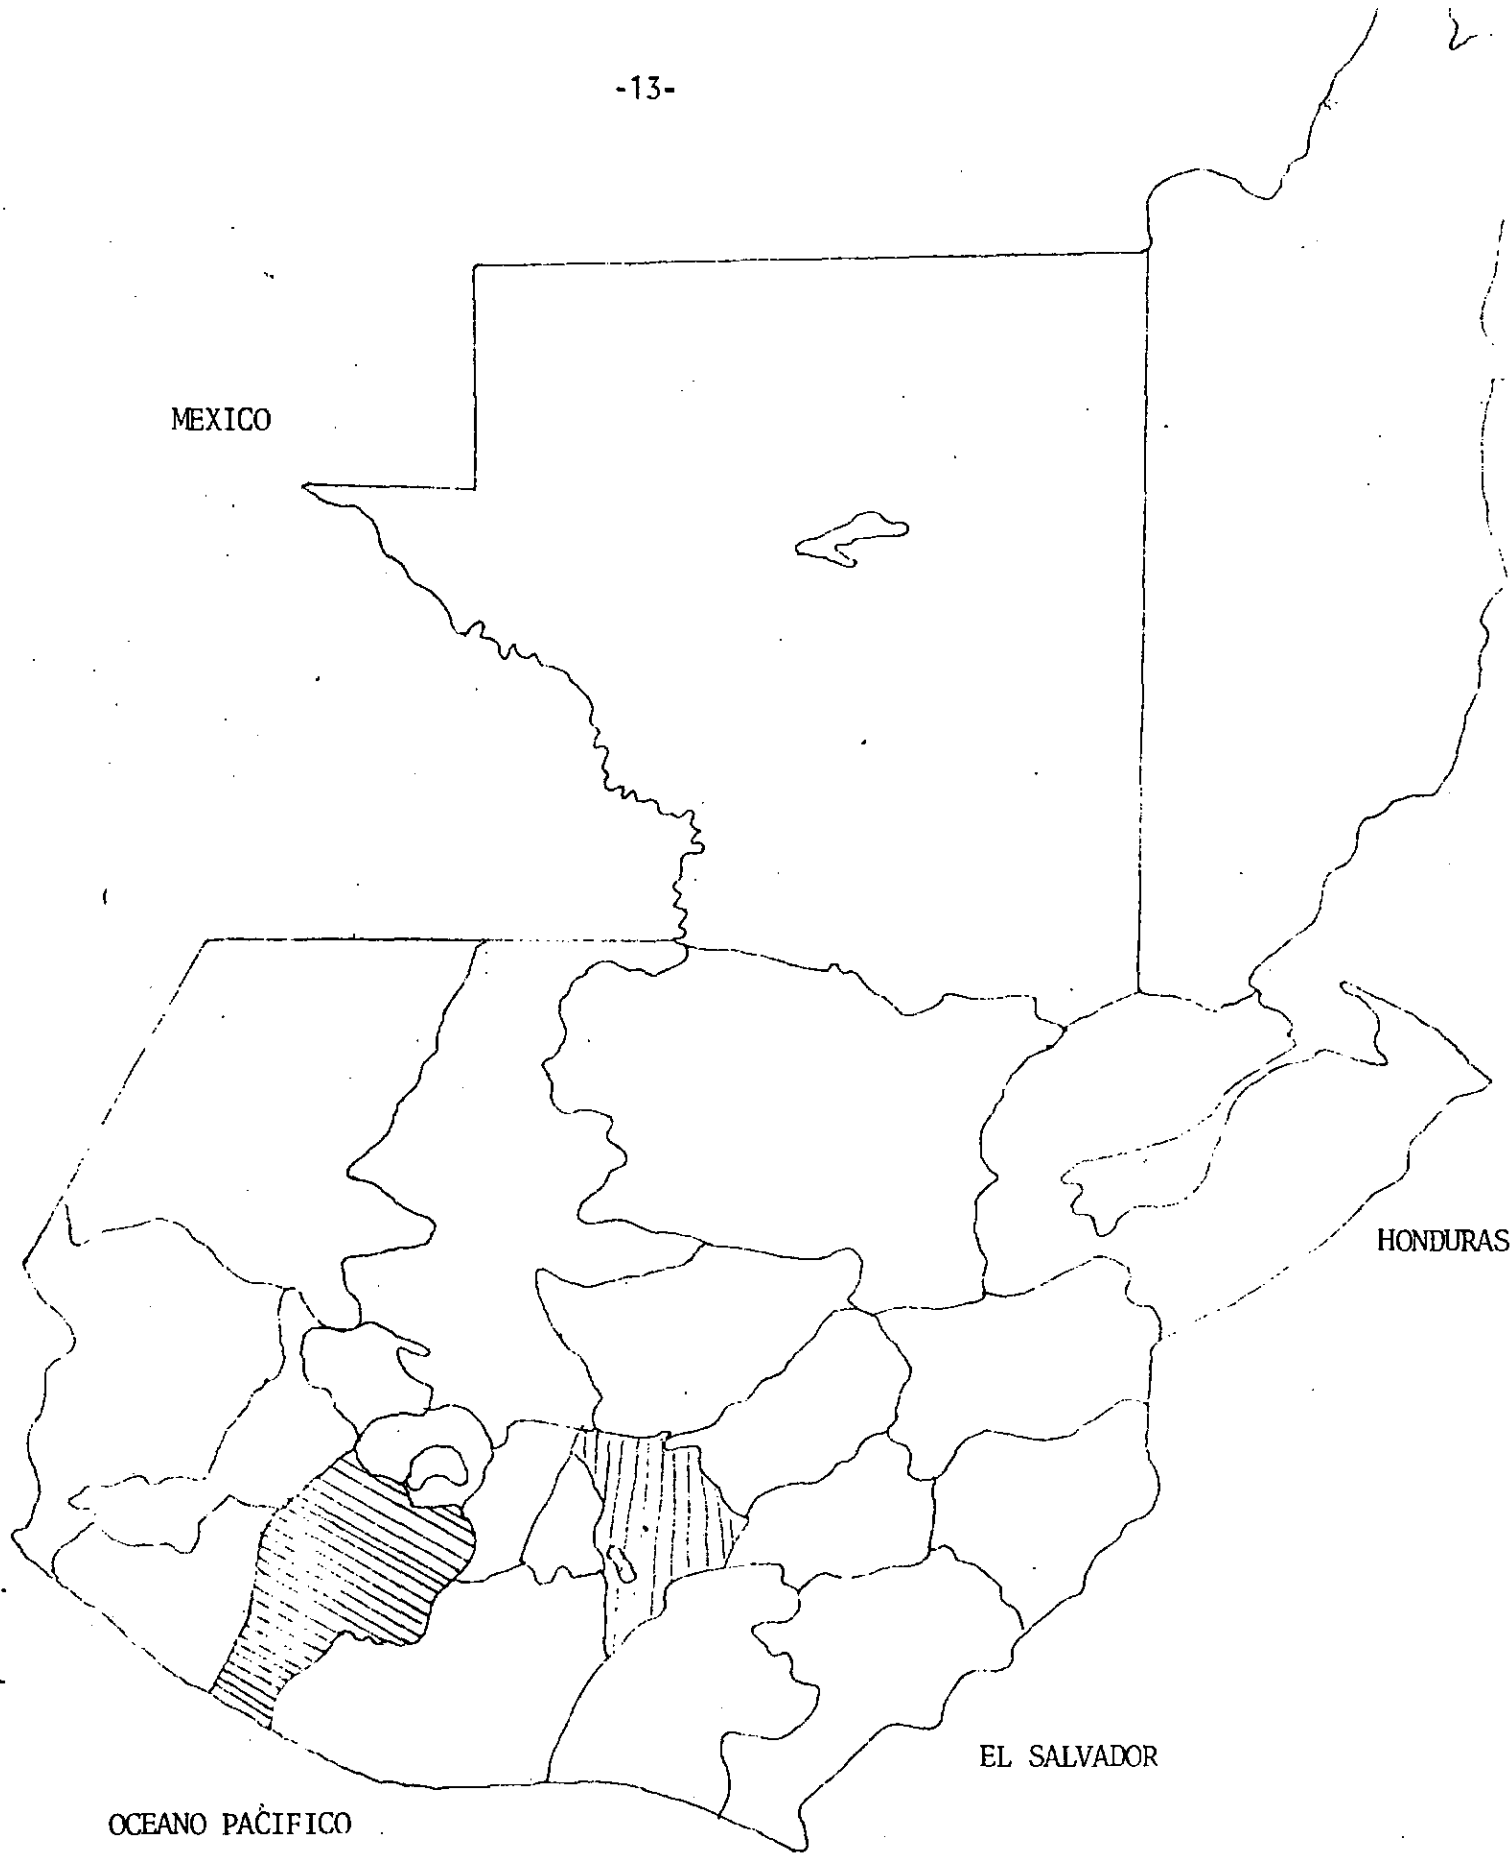 -13-
MEXICO
HONDURAS
EL SALVADOR
OCEANO PACIFICO